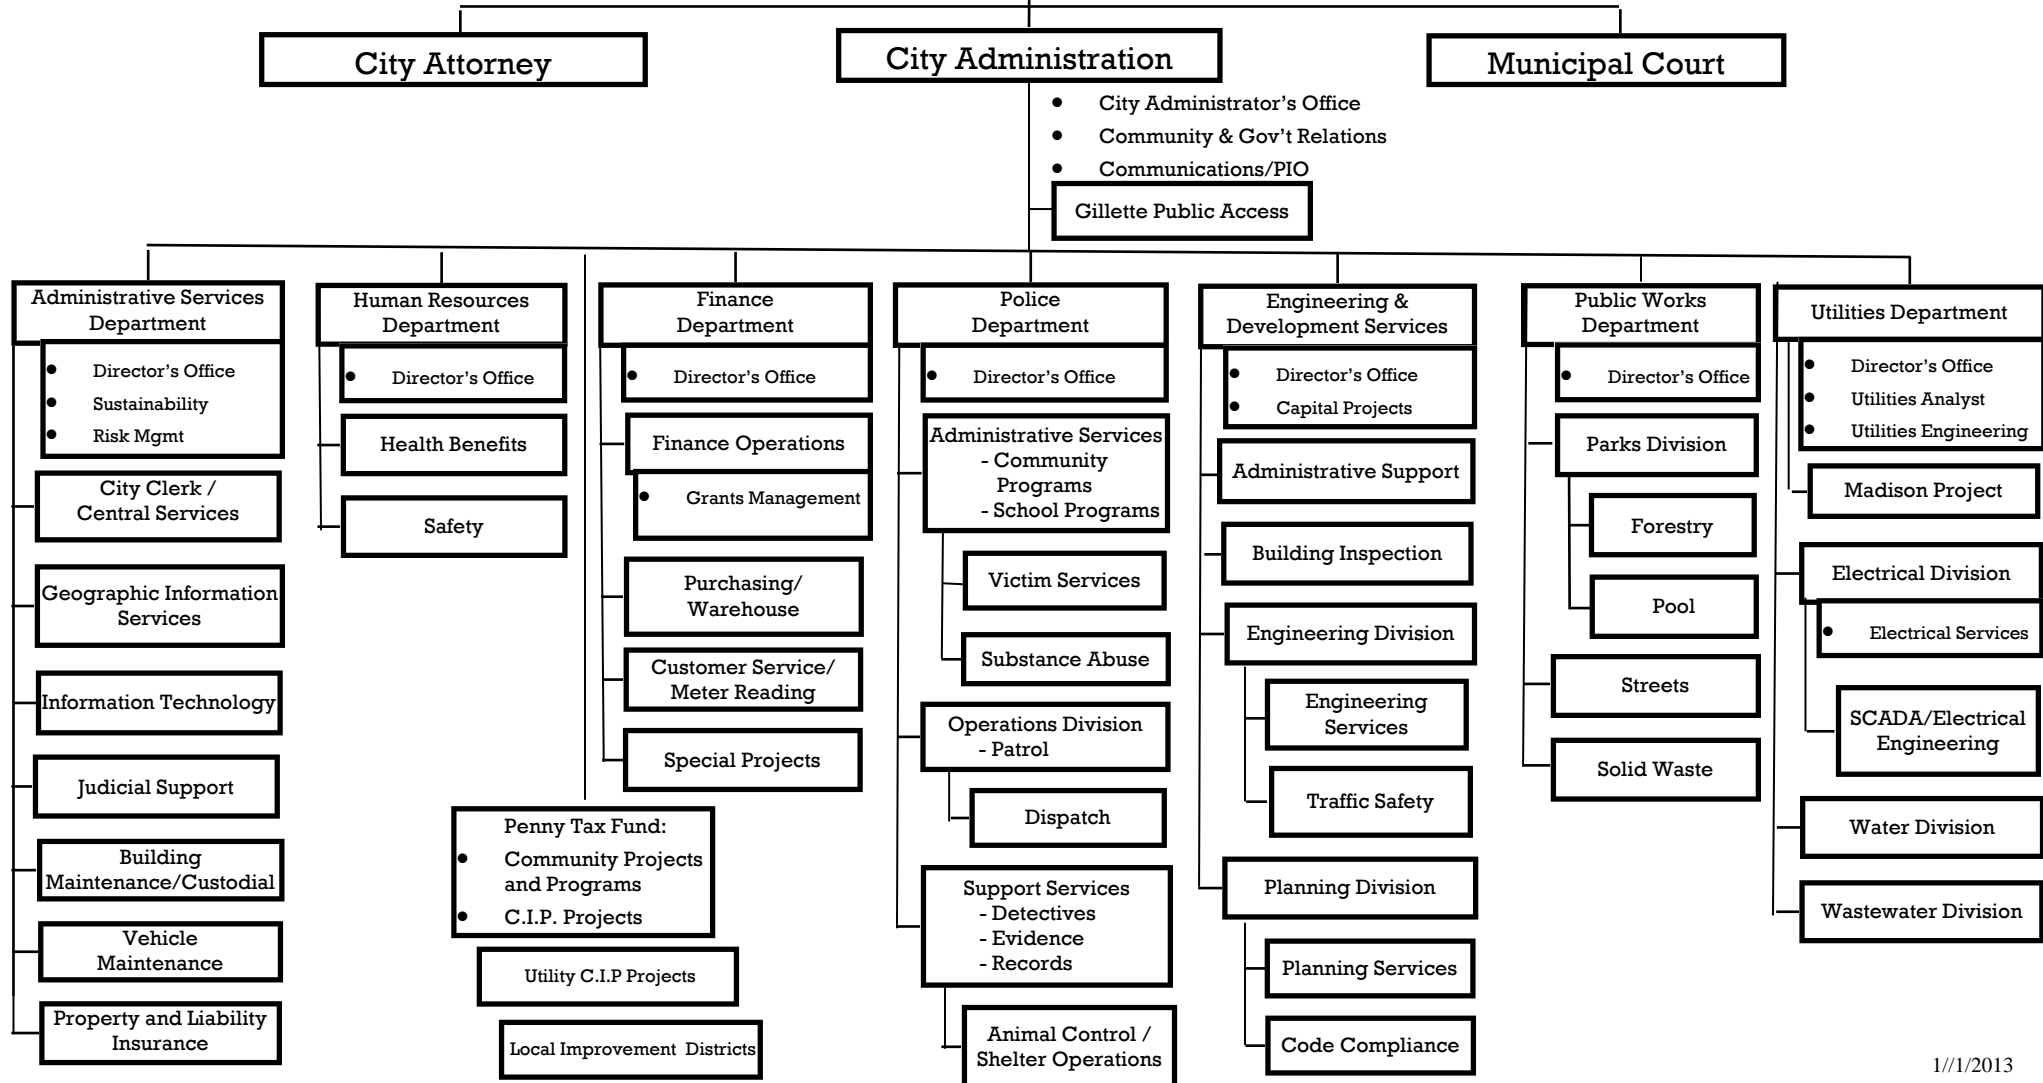 City Attorney
City Administration
Municipal Court
• City Administrator’s Office
• Community & Gov’t Relations
• Communications/PIO
Gillette Public Access
Administrative Services
Department
• Director’s Office
• Sustainability
• Risk Mgmt
City Clerk /
Central Services
Geographic Information
Services
Information Technology
Judicial Support
Building
Maintenance/Custodial
Vehicle
Maintenance
Property and Liability
Insurance
Human Resources
Department
• Director’s Office
Health Benefits
Safety
Penny Tax Fund:
• Community Projects
and Programs
• C.I.P. Projects
Utility C.I.P Projects
Local Improvement Districts
Finance
Department
• Director’s Office
Finance Operations
• Grants Management
Purchasing/
Warehouse
Customer Service/
Meter Reading
Special Projects
Police
Department
• Director’s Office
Administrative Services
- Community
Programs
- School Programs
Victim Services
Substance Abuse
Operations Division
- Patrol
Dispatch
Support Services
- Detectives
- Evidence
- Records
Animal Control /
Shelter Operations
Engineering &
Development Services
• Director’s Office
• Capital Projects
Administrative Support
Building Inspection
Engineering Division
Engineering
Services
Traffic Safety
Planning Division
Planning Services
Code Compliance
Public Works
Department
• Director’s Office
Parks Division
Forestry
Pool
Streets
Solid Waste
Utilities Department
• Director’s Office
• Utilities Analyst
• Utilities Engineering
Madison Project
Electrical Division
• Electrical Services
SCADA/Electrical
Engineering
Water Division
Wastewater Division
1//1/2013